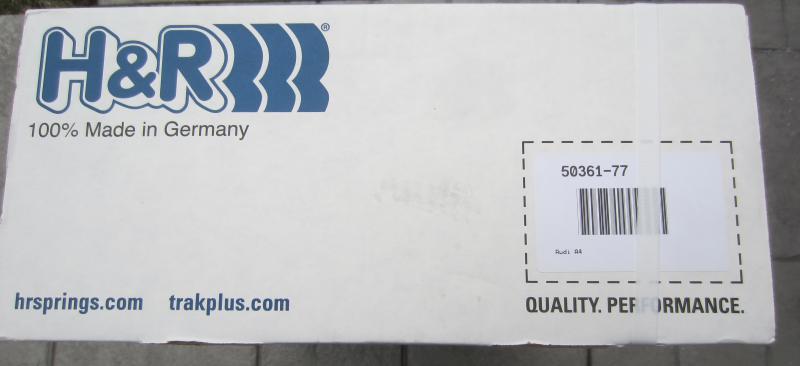 H&R®
100% Made in Germany
50361-77
Audi A4
hrsprings.com trakplus.com
QUALITY. PERFORMANCE.